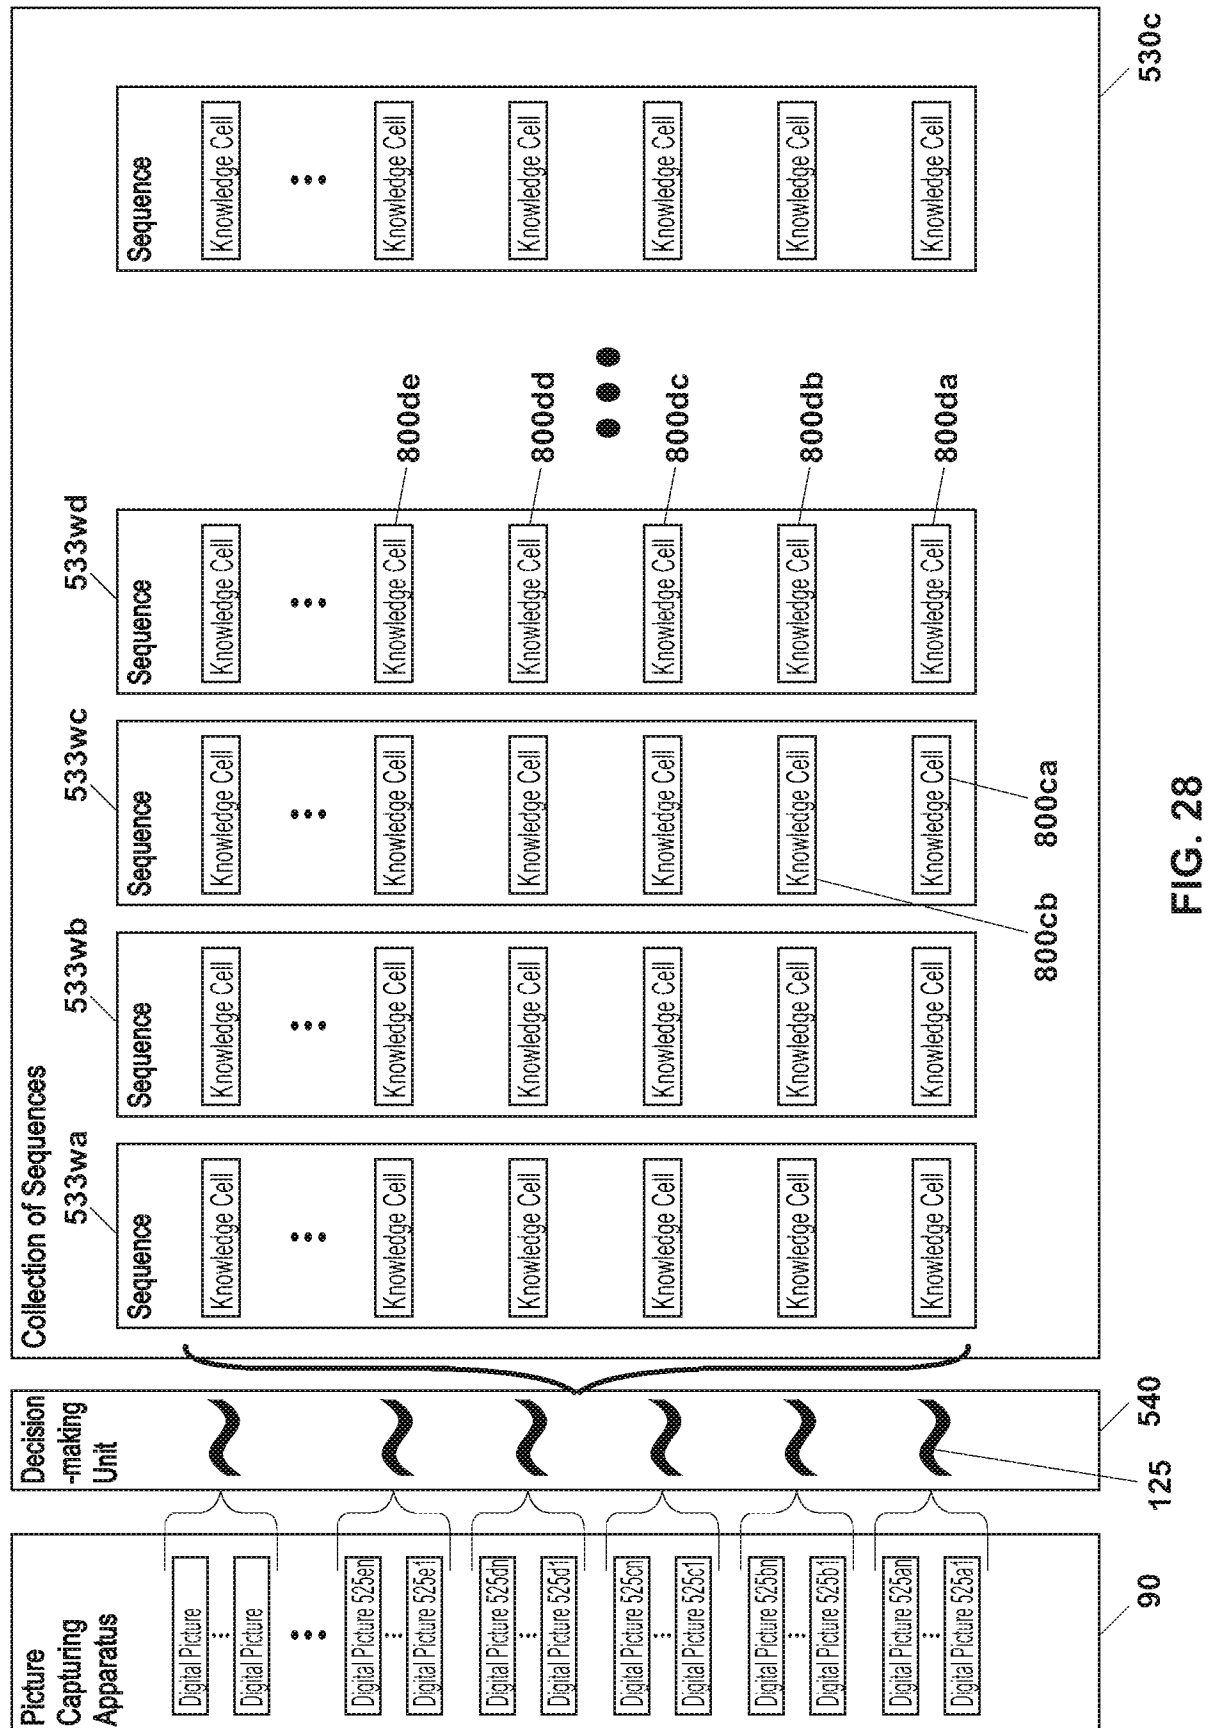 Picture
Capturing
Apparatus
Digital Picture
...
Digital Picture
...
Digital Picture 525en
...
Digital Picture 525e1
Digital Picture 525dn
...
Digital Picture 525d1
Digital Picture 525cn
...
Digital Picture 525c1
Digital Picture 525bn
...
Digital Picture 525b1
Digital Picture 525an
...
Digital Picture 525a1
90
Decision
-making
Unit
125
540
Collection of Sequences
533wa
Sequence
Knowledge Cell
...
Knowledge Cell
Knowledge Cell
Knowledge Cell
Knowledge Cell
Knowledge Cell
533wb
Sequence
Knowledge Cell
...
Knowledge Cell
Knowledge Cell
Knowledge Cell
Knowledge Cell
Knowledge Cell
533wc
Sequence
Knowledge Cell
...
Knowledge Cell
Knowledge Cell
Knowledge Cell
Knowledge Cell
Knowledge Cell
800cb
800ca
533wd
Sequence
Knowledge Cell
...
Knowledge Cell
Knowledge Cell
Knowledge Cell
Knowledge Cell
Knowledge Cell
800de
800dd
800dc
800db
800da
...
Sequence
Knowledge Cell
...
Knowledge Cell
Knowledge Cell
Knowledge Cell
Knowledge Cell
Knowledge Cell
530c
FIG. 28